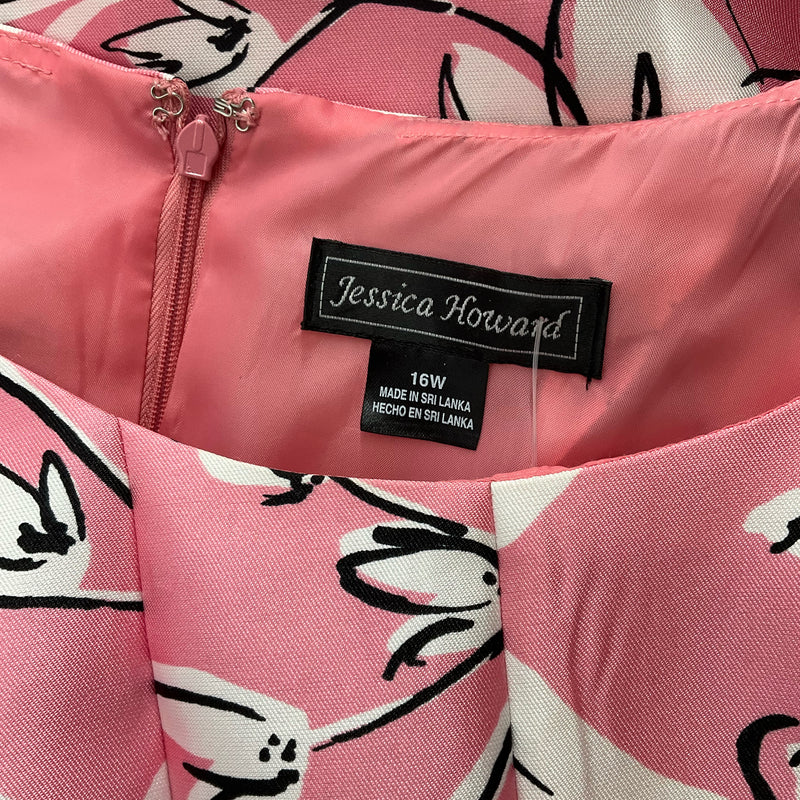 Jessica Howard
16W
MADE IN SRI LANKA
HECHO EN SRI LANKA